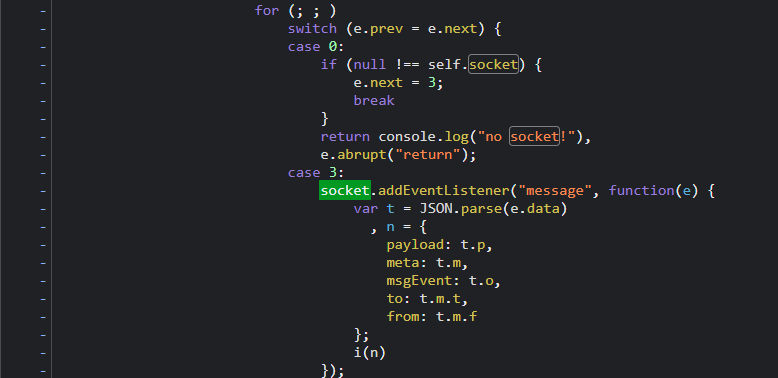 for (; ; )
switch (e.prev = e.next) {
case 0:
if (null !== self.socket) {
e.next = 3;
break
}
return console.log("no socket!"),
e.abrupt("return");
case 3:
socket.addEventListener("message", function(e) {
var t = JSON.parse(e.data)
, n = {
payload: t.p,
meta: t.m,
msgEvent: t.o,
to: t.m.t,
from: t.m.f
};
i(n)
});